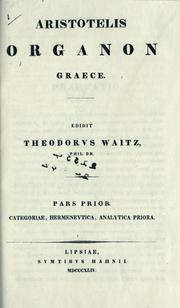 ARISTOTELIS
ORGANON
GRAECE.
EDIDIT
THEODORVS WAITZ,
PHIL. DR.
PARS PRIOR.
CATEGORIAE, HERMENEVTICA, ANALYTICA PRIORA.
LIPSIAE,
SVMTIBVS HAHNII.
MDCCCXLIV.